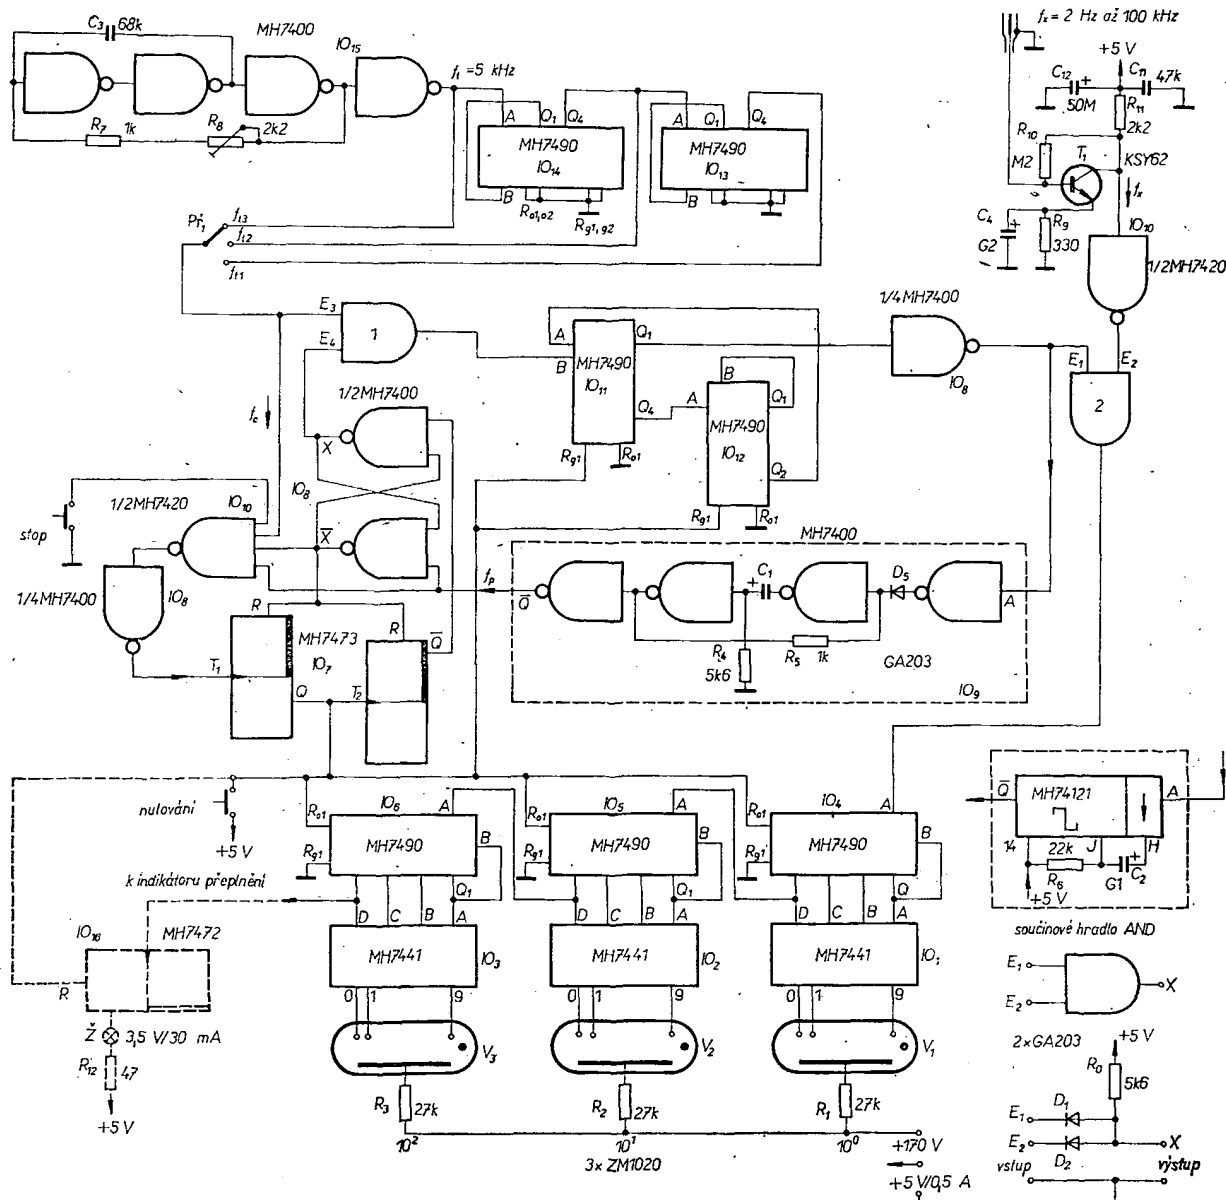 C3 68k
MH7400
IO15
f1 = 5 kHz
R7 1k
R8 2k2
A Q1 Q4
MH7490
IO14
B
Ro1,o2
Rg1,g2
A Q1 Q4
MH7490
IO13
B
fx = 2 Hz až 100 kHz
+5 V
C12 +
50M
C11
47k
R11
2k2
R10
M2
T1
KSY62
fx
C4 +
G2
R9
330
IO10
1/2MH7420
Př1
ft3
ft2
ft1
E3
E4
1
fc
A
B
MH7490
IO11
Q1
Q4
Rg1
Ro1
1/4MH7400
IO8
E1
E2
2
B
A
MH7490
IO12
Q1
Q2
Rg1
Ro1
1/2MH7400
X
IO8
X̅
1/2MH7420
IO10
stop
1/4MH7400
IO8
MH7400
fp
Q̅
+ C1
D5
A
R4
5k6
R5 1k
GA203
IO9
R
MH7473
IO7
T1
Q
R
Q̅
T2
nulování
+5 V
Ro1
Rg1
IO6
A
MH7490
B
Q1
D C B A
MH7441
IO3
0 1 9
V3
R3 27k
10²
Ro1
Rg1
IO5
A
MH7490
B
Q1
D C B A
MH7441
IO2
0 1 9
V2
R2 27k
10¹
Ro1
Rg1
IO4
A
MH7490
B
Q
D C B A
MH7441
IO1
0 1 9
V1
R1 27k
10⁰
3x ZM1020
+170 V
+5 V/0,5 A
k indikátoru přeplnění
IO16
MH7472
R
Ž 3,5 V/30 mA
R12 47
+5 V
Q̅
MH74121
A
14
22k
J
H
R6
G1
+
C2
+5 V
součinové hradlo AND
E1
E2
X
2xGA203
+5 V
R0
5k6
E1
D1
E2
D2
X
vstup
výstup